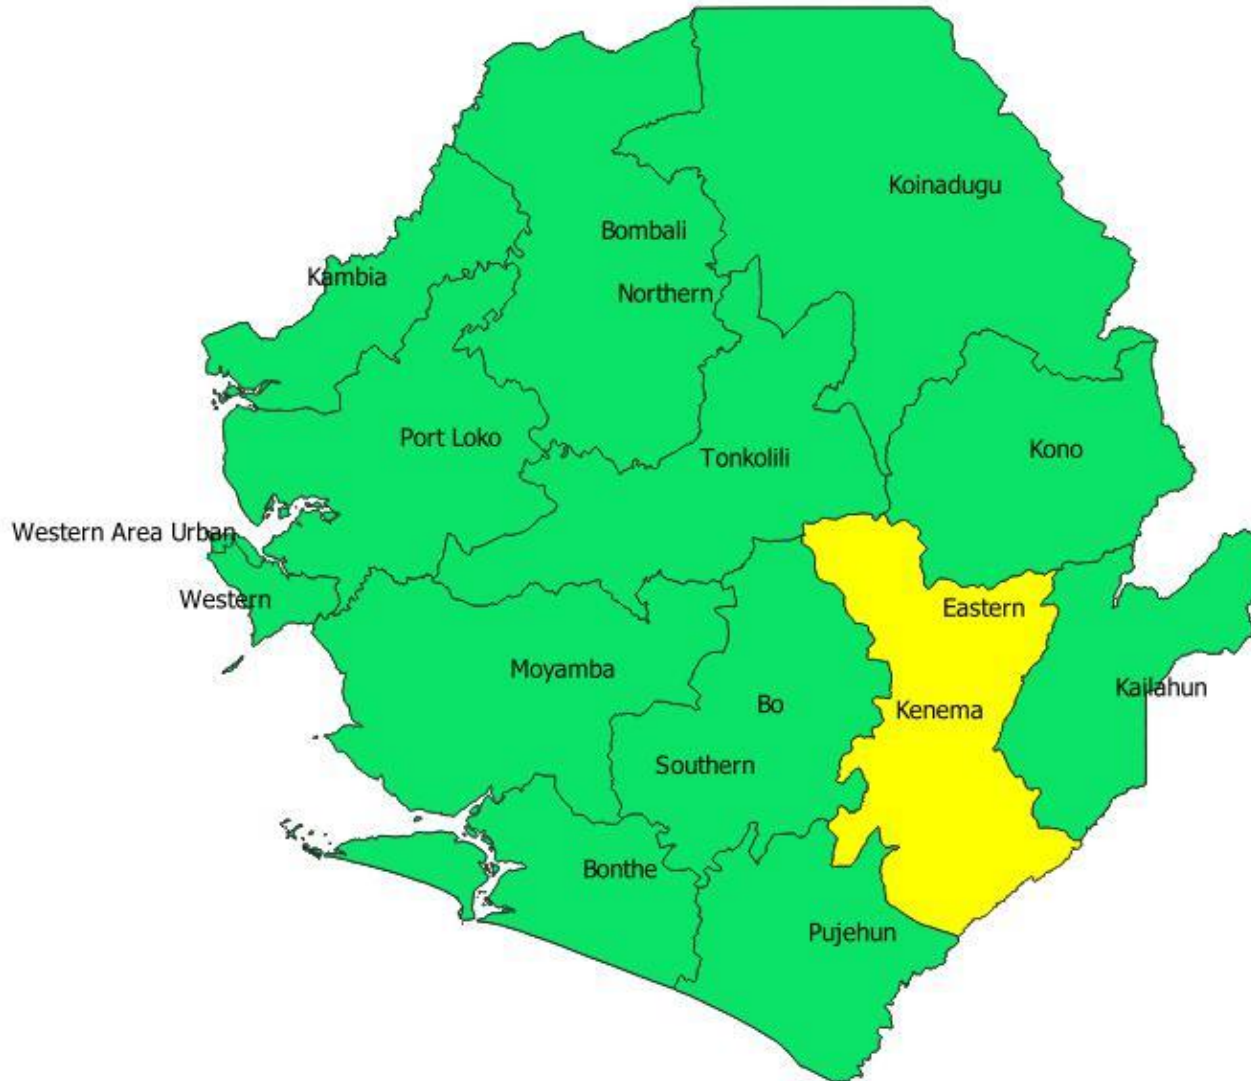 Koinadugu
Bombali
Kambia
Northern
Port Loko
Tonkolili
Kono
Western Area Urban
Western
Eastern
Moyamba
Kailahun
Bo
Kenema
Southern
Bonthe
Pujehun